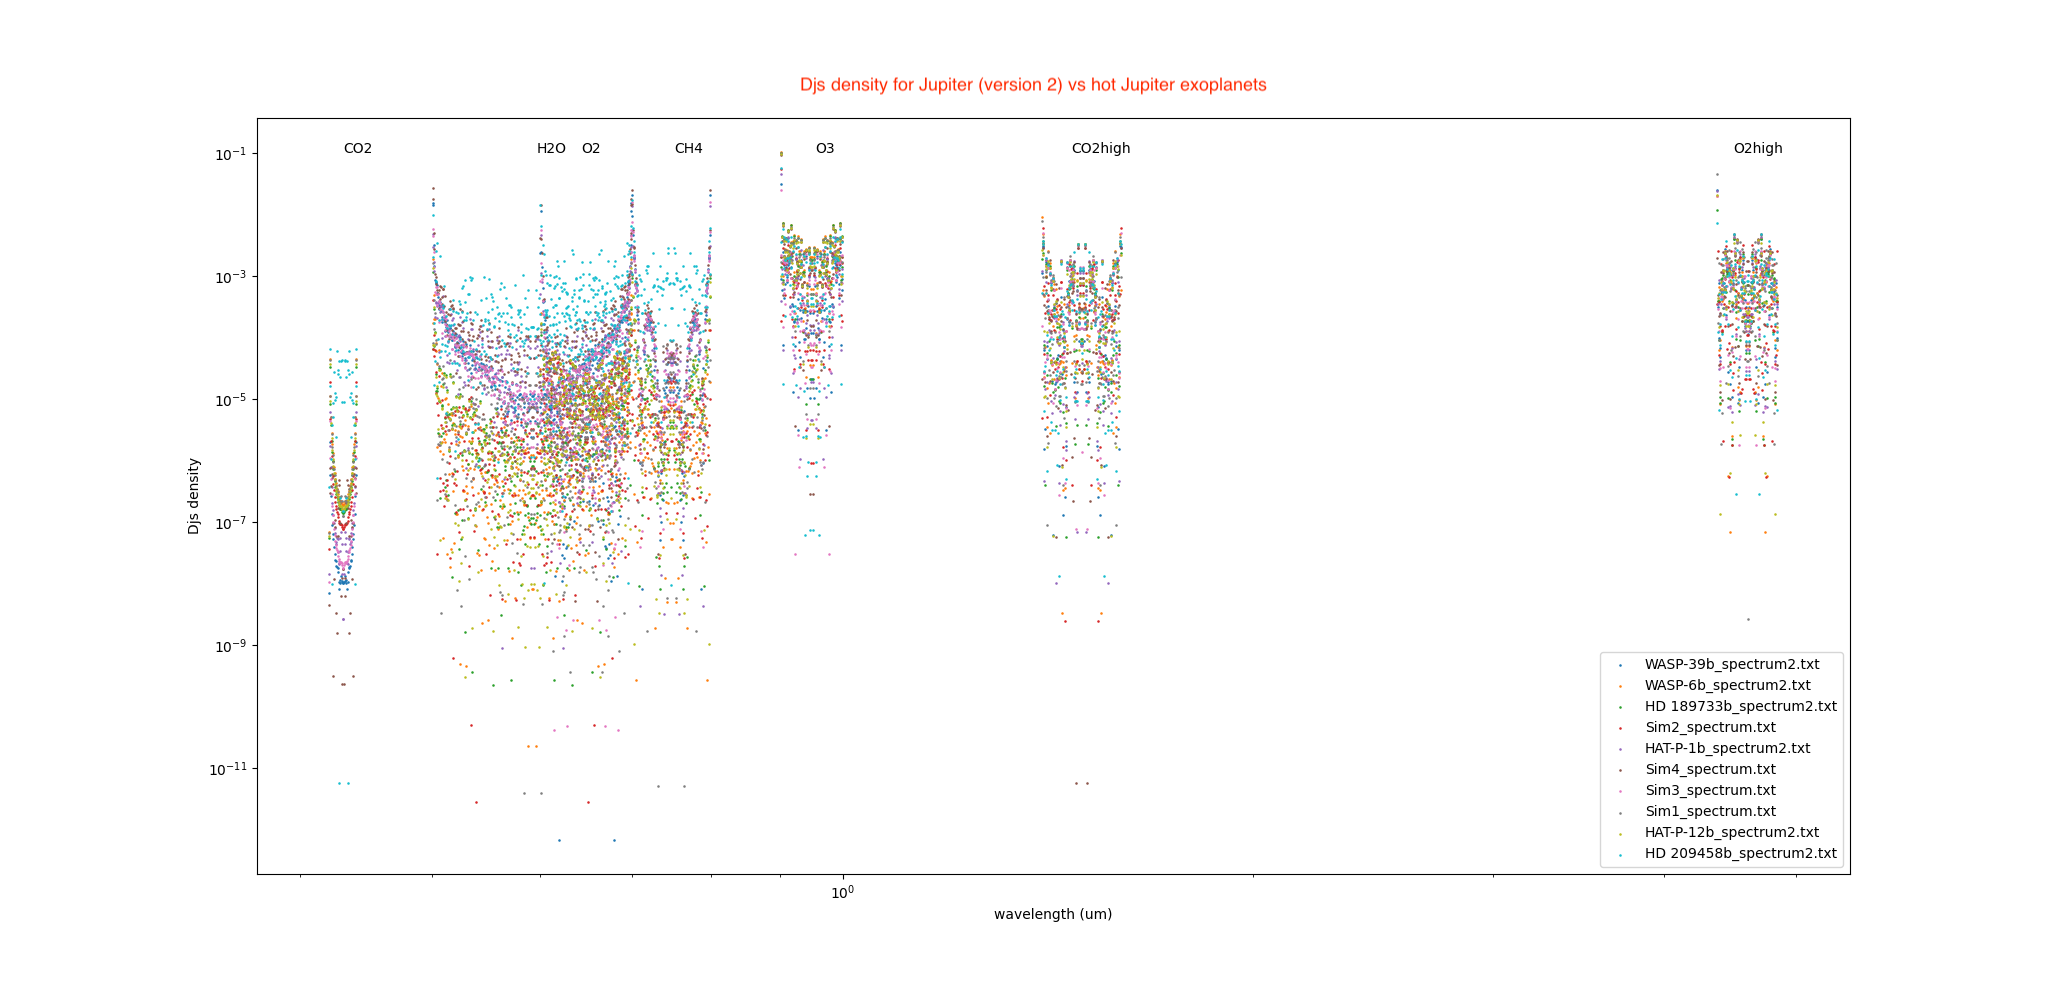 Djs density for Jupiter (version 2) vs hot Jupiter exoplanets
CO2 H2O O2 CH4 O3 CO2high O2high
10⁻¹
10⁻³
10⁻⁵
10⁻⁷
10⁻⁹
10⁻¹¹
Djs density
WASP-39b_spectrum2.txt
WASP-6b_spectrum2.txt
HD 189733b_spectrum2.txt
Sim2_spectrum.txt
HAT-P-1b_spectrum2.txt
Sim4_spectrum.txt
Sim3_spectrum.txt
Sim1_spectrum.txt
HAT-P-12b_spectrum2.txt
HD 209458b_spectrum2.txt
10⁰
wavelength (um)